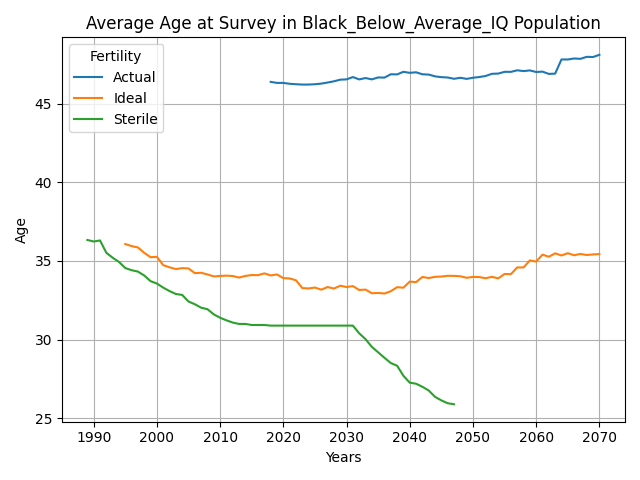 Average Age at Survey in Black_Below_Average_IQ Population
Fertility
Actual
Ideal
Sterile
45
40
35
30
25
Age
1990 2000 2010 2020 2030 2040 2050 2060 2070
Years